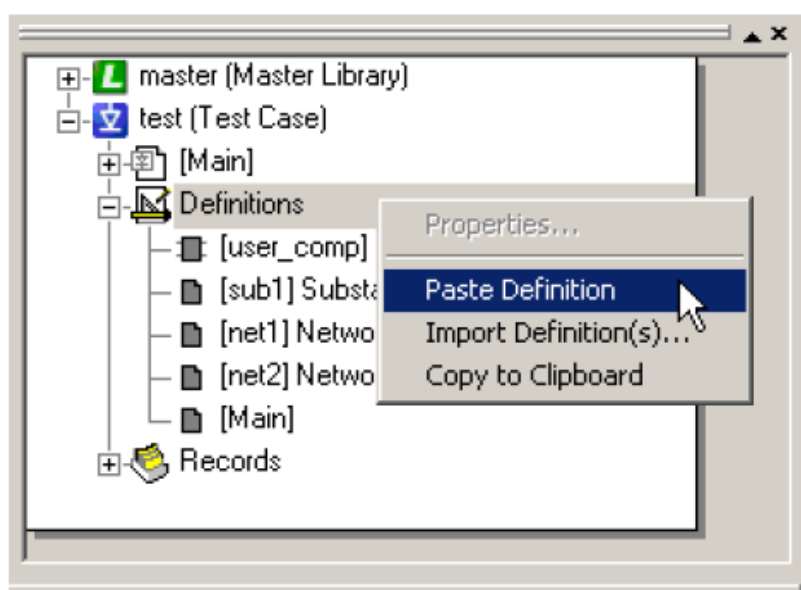 master (Master Library)
test (Test Case)
[Main]
Definitions
Properties...
[user_comp]
[sub1] Substa
Paste Definition
[net1] Netwo
Import Definition(s)...
[net2] Netwo
Copy to Clipboard
[Main]
Records